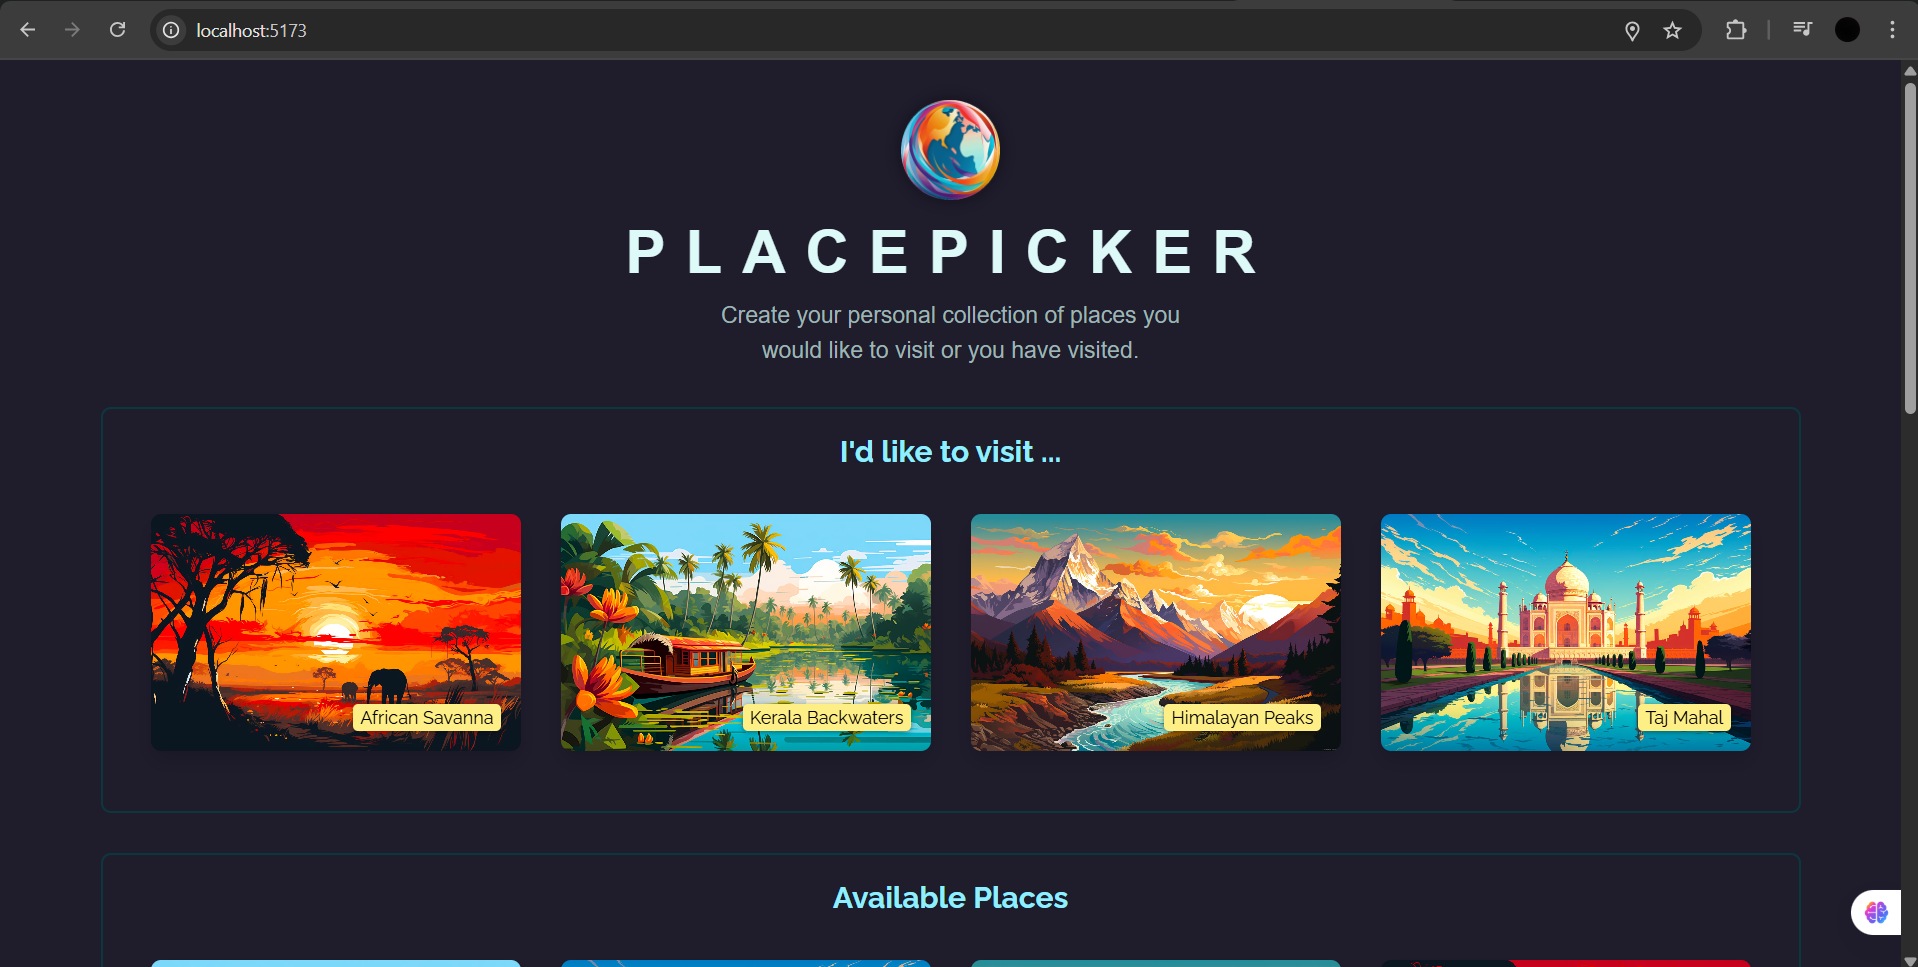 localhost:5173
PLACEPICKER
Create your personal collection of places you
would like to visit or you have visited.
I'd like to visit ...
African Savanna
Kerala Backwaters
Himalayan Peaks
Taj Mahal
Available Places